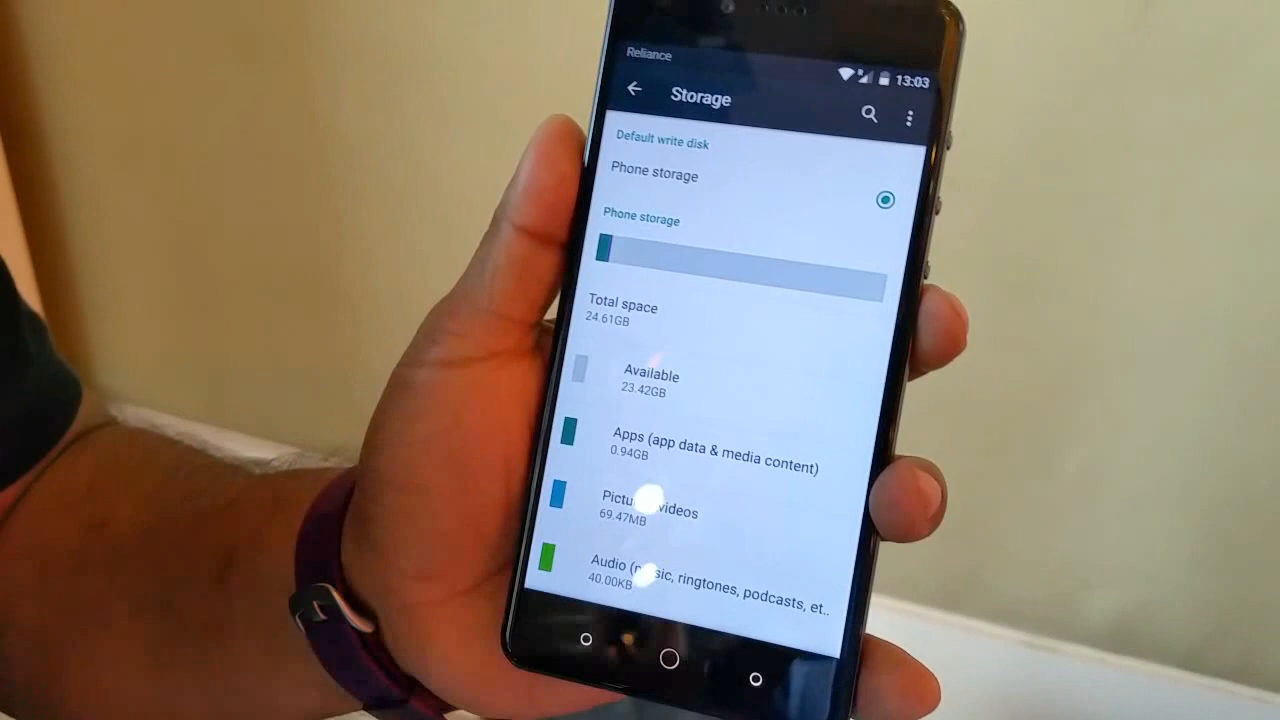 Reliance
13:03
Storage
Default write disk
Phone storage
Phone storage
Total space
24.61GB
Available
23.42GB
Apps (app data & media content)
0.94GB
videos
69.47MB
Audio ( ringtones, podcasts, et..
40.00KB